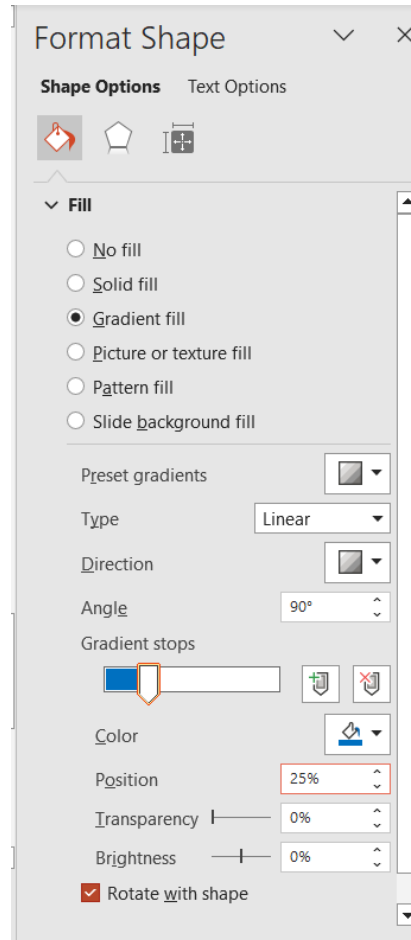 Format Shape
Shape Options Text Options
Fill
No fill
Solid fill
Gradient fill
Picture or texture fill
Pattern fill
Slide background fill
Preset gradients
Type Linear
Direction
Angle 90°
Gradient stops
Color
Position 25%
Transparency 0%
Brightness 0%
Rotate with shape